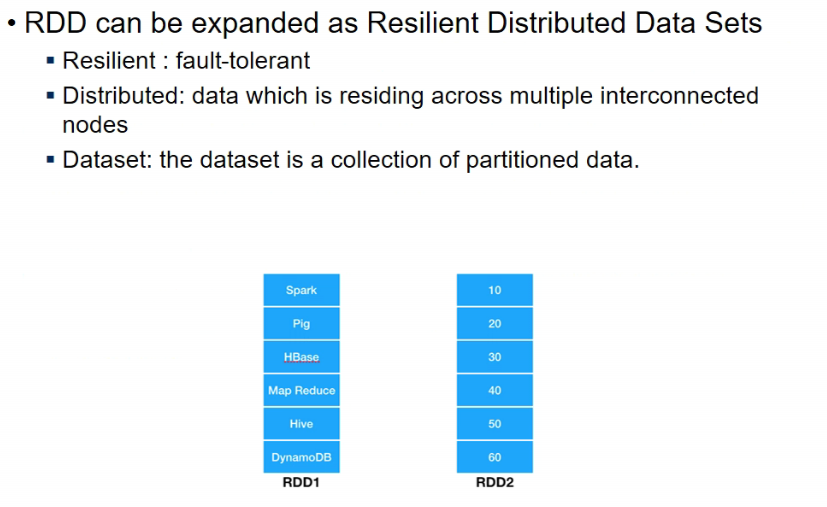 • RDD can be expanded as Resilient Distributed Data Sets
▪ Resilient : fault-tolerant
▪ Distributed: data which is residing across multiple interconnected
nodes
▪ Dataset: the dataset is a collection of partitioned data.
Spark
Pig
HBase
Map Reduce
Hive
DynamoDB
RDD1
10
20
30
40
50
60
RDD2